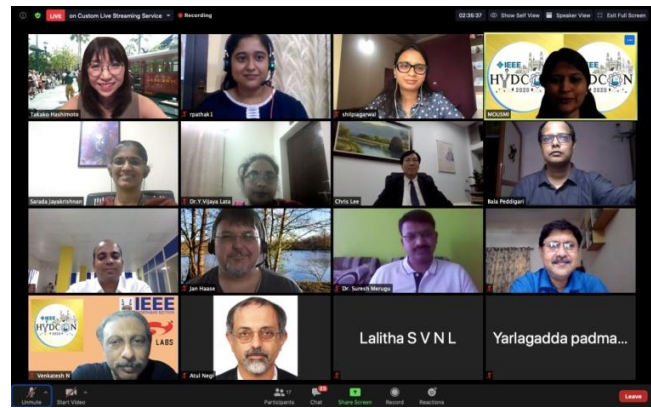 LIVE on Custom Live Streaming Service Recording
02:35:37 Show Self View Speaker View Exit Full Screen
Takako Hashimoto
rpathak1
shilpagarwal
IEEE
HYDCON
2020
MOUSMI
Sarada Jayakrishnan
Dr.Y.Vijaya Lata
Chris Lee
Bala Peddigari
Jan Haase
Dr. Suresh Merugu
HYDCON
2020
IEEE
LABS
Venkatesh N
Atul Negi
Lalitha S V N L
Yarlagadda padma...
Unmute
Start Video
Participants 17
Chat 23
Share Screen
Record
Reactions
Leave